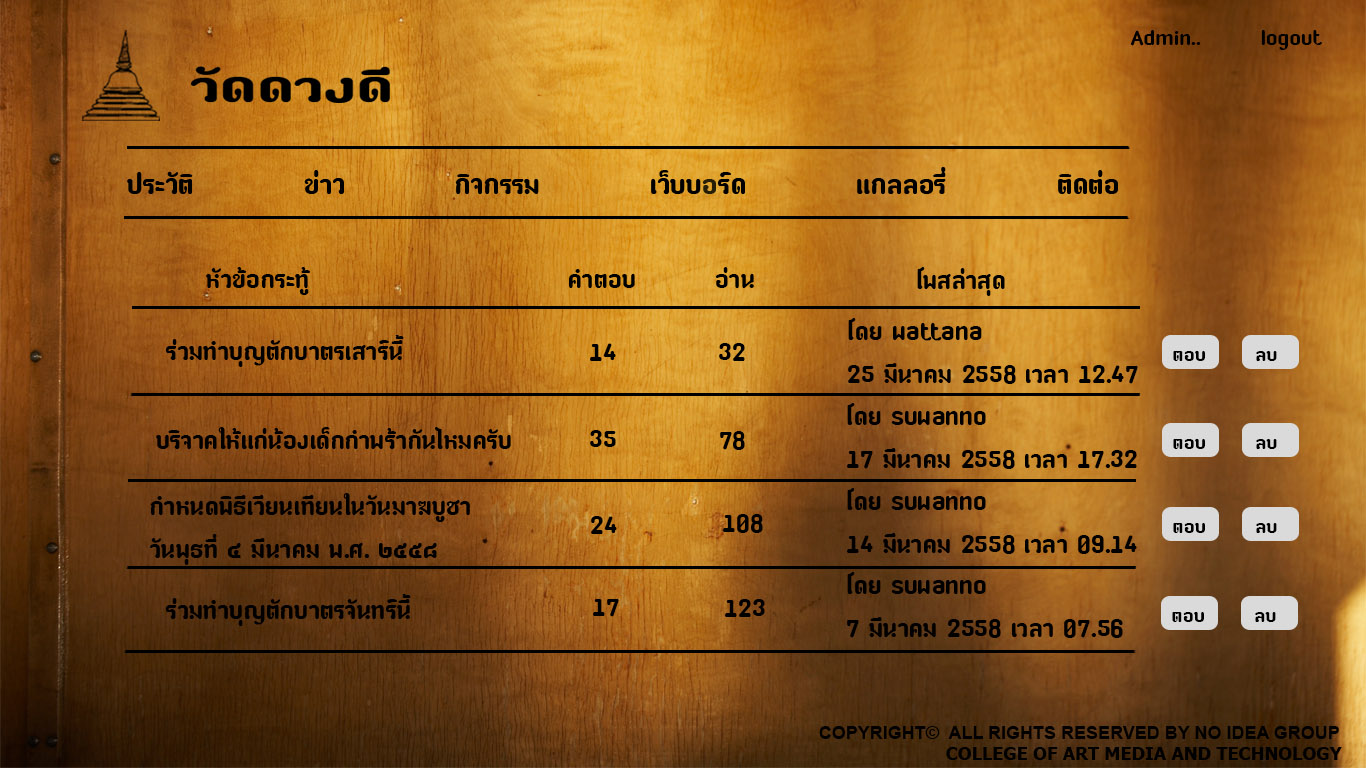 Admin.. logout
วัดดวงดี
ประวัติ ข่าว กิจกรรม เว็บบอร์ด แกลลอรี่ ติดต่อ
หัวข้อกระทู้ คำตอบ อ่าน โพสล่าสุด
ร่วมทำบุญตักบาตรเสาร์นี้ 14 32 โดย wattana
25 มีนาคม 2558 เวลา 12.47 ตอบ ลบ
บริจาคให้แก่น้องเด็กกำพร้ากันไหมครับ 35 78 โดย suwanno
17 มีนาคม 2558 เวลา 17.32 ตอบ ลบ
กำหนดพิธีเวียนเทียนในวันมาฆบูชา
วันพุธที่ ๔ มีนาคม พ.ศ. ๒๕๕๘ 24 108 โดย suwanno
14 มีนาคม 2558 เวลา 09.14 ตอบ ลบ
ร่วมทำบุญตักบาตรจันทร์นี้ 17 123 โดย suwanno
7 มีนาคม 2558 เวลา 07.56 ตอบ ลบ
COPYRIGHT© ALL RIGHTS RESERVED BY NO IDEA GROUP
COLLEGE OF ART MEDIA AND TECHNOLOGY